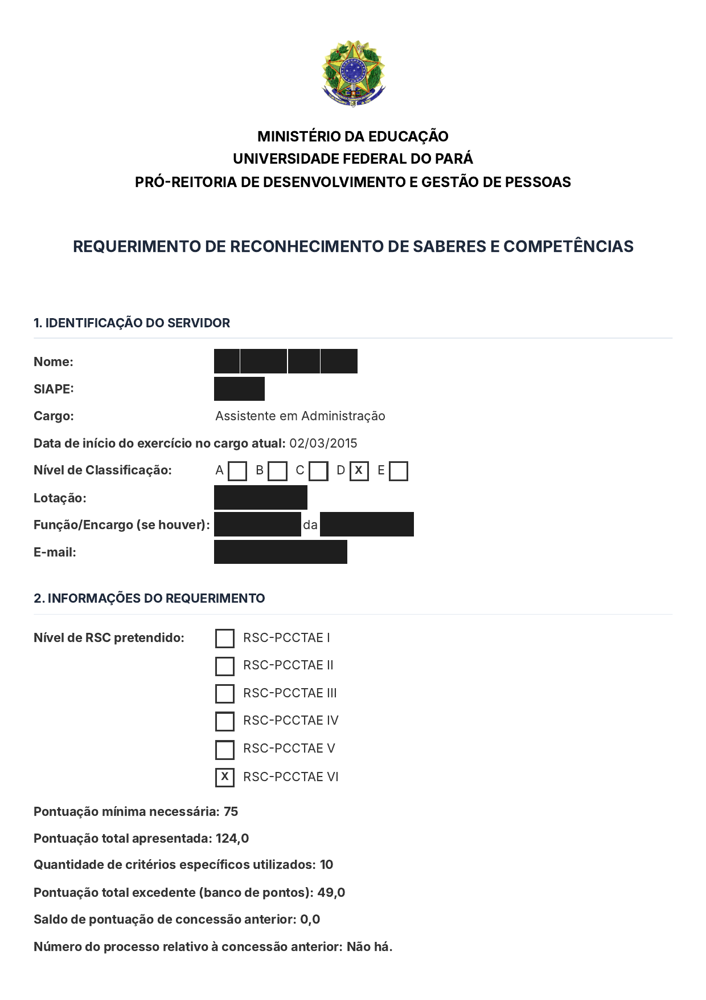 MINISTÉRIO DA EDUCAÇÃO
UNIVERSIDADE FEDERAL DO PARÁ
PRÓ-REITORIA DE DESENVOLVIMENTO E GESTÃO DE PESSOAS
REQUERIMENTO DE RECONHECIMENTO DE SABERES E COMPETÊNCIAS
1. IDENTIFICAÇÃO DO SERVIDOR
Nome:
SIAPE:
Cargo: Assistente em Administração
Data de início do exercício no cargo atual: 02/03/2015
Nível de Classificação: A B C D X E
Lotação:
Função/Encargo (se houver): da
E-mail:
2. INFORMAÇÕES DO REQUERIMENTO
Nível de RSC pretendido: RSC-PCCTAE I
RSC-PCCTAE II
RSC-PCCTAE III
RSC-PCCTAE IV
RSC-PCCTAE V
X RSC-PCCTAE VI
Pontuação mínima necessária: 75
Pontuação total apresentada: 124,0
Quantidade de critérios específicos utilizados: 10
Pontuação total excedente (banco de pontos): 49,0
Saldo de pontuação de concessão anterior: 0,0
Número do processo relativo à concessão anterior: Não há.